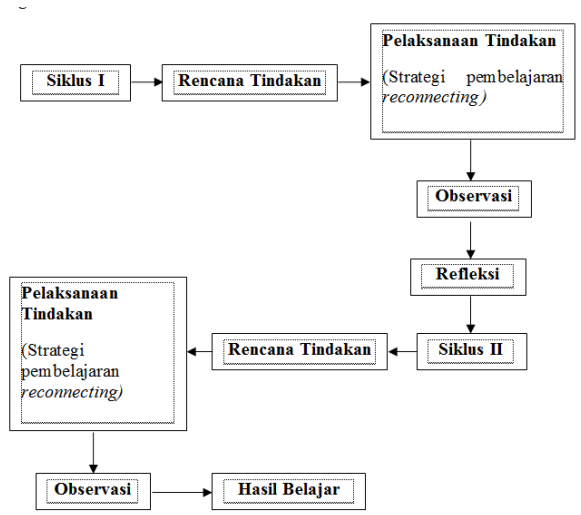 Siklus I
Rencana Tindakan
Pelaksanaan Tindakan
(Strategi pembelajaran
reconnecting)
Observasi
Refleksi
Siklus II
Rencana Tindakan
Pelaksanaan
Tindakan
(Strategi
pembelajaran
reconnecting)
Observasi
Hasil Belajar